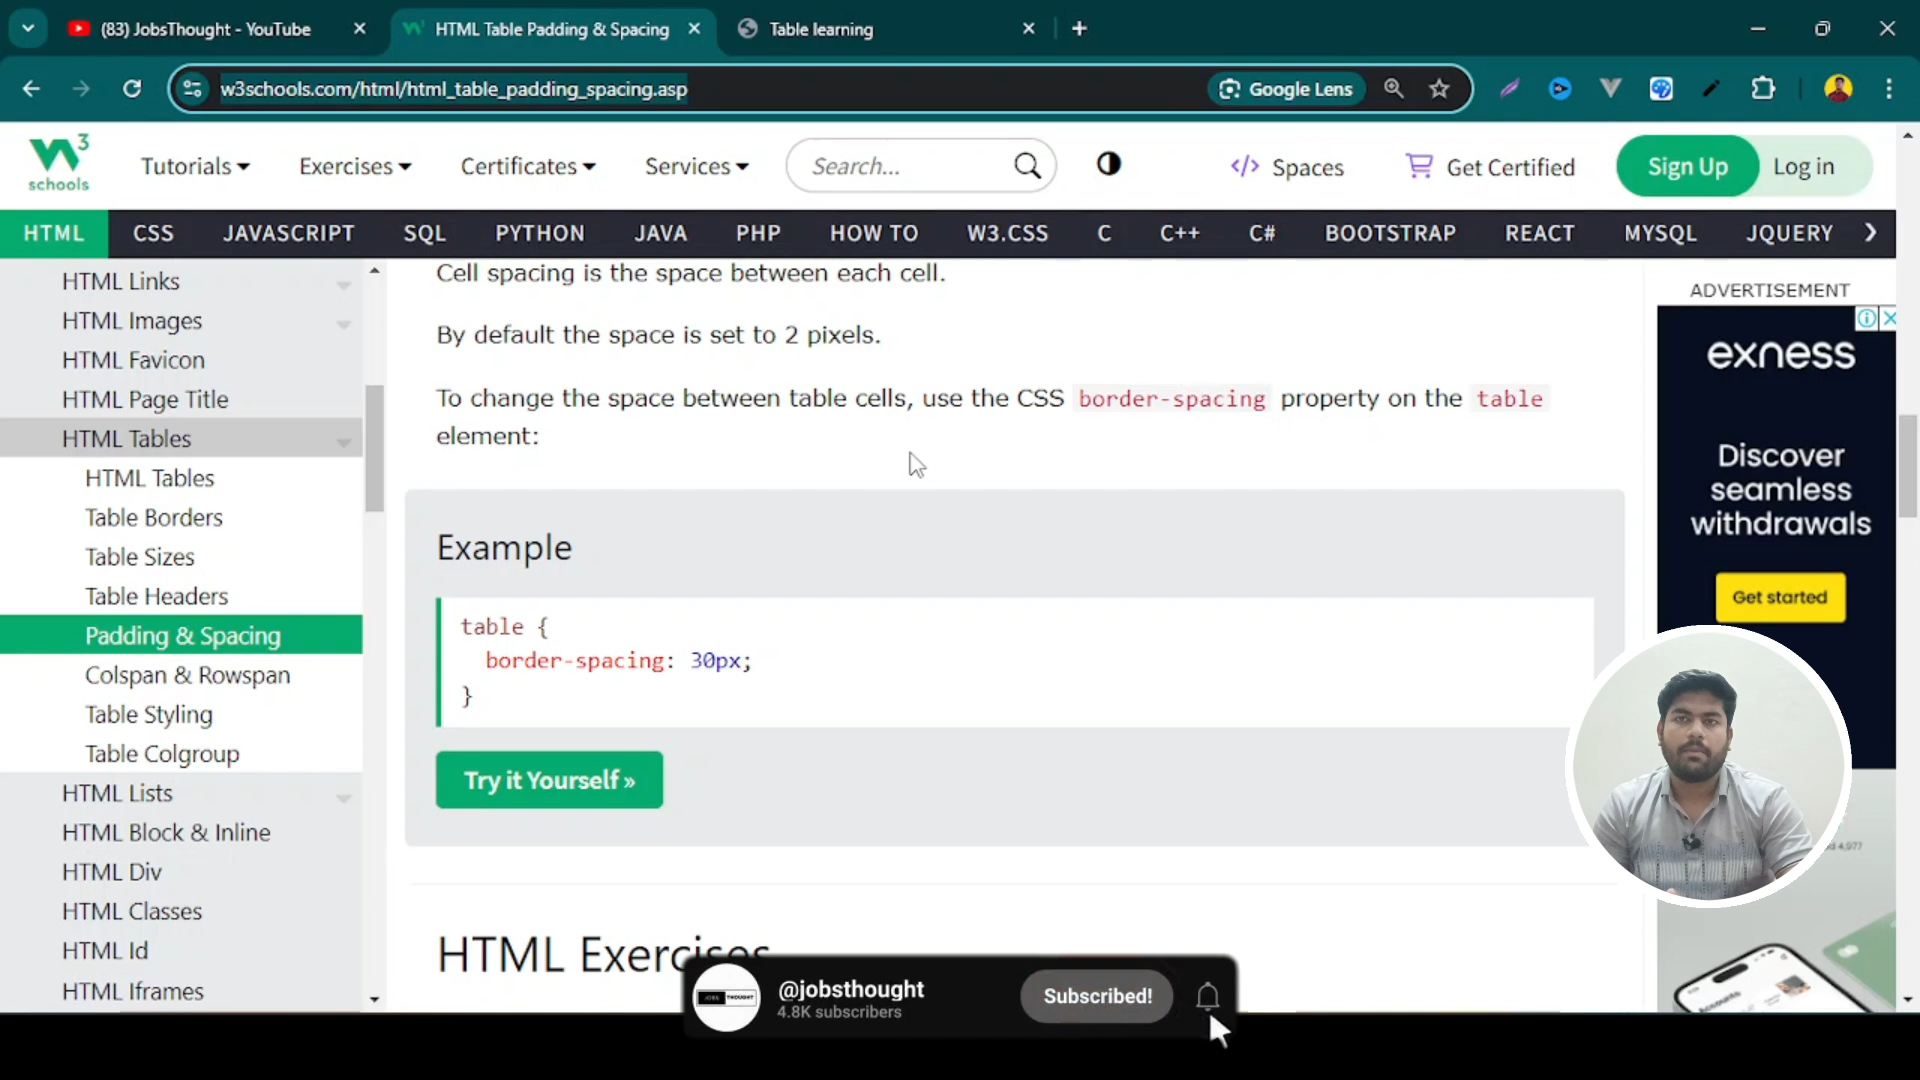 (83) JobsThought - YouTube
HTML Table Padding & Spacing
Table learning
w3schools.com/html/html_table_padding_spacing.asp
Google Lens
W3 schools
Tutorials
Exercises
Certificates
Services
Search...
Spaces
Get Certified
Sign Up
Log in
HTML
CSS
JAVASCRIPT
SQL
PYTHON
JAVA
PHP
HOW TO
W3.CSS
C
C++
C#
BOOTSTRAP
REACT
MYSQL
JQUERY
HTML Links
HTML Images
HTML Favicon
HTML Page Title
HTML Tables
HTML Tables
Table Borders
Table Sizes
Table Headers
Padding & Spacing
Colspan & Rowspan
Table Styling
Table Colgroup
HTML Lists
HTML Block & Inline
HTML Div
HTML Classes
HTML Id
HTML Iframes
Cell spacing is the space between each cell.
By default the space is set to 2 pixels.
To change the space between table cells, use the CSS border-spacing property on the table
element:
Example
table {
border-spacing: 30px;
}
Try it Yourself »
HTML Exercises
ADVERTISEMENT
exness
Discover
seamless
withdrawals
Get started
4,977
JOBS THOUGHT
@jobsthought
4.8K subscribers
Subscribed!